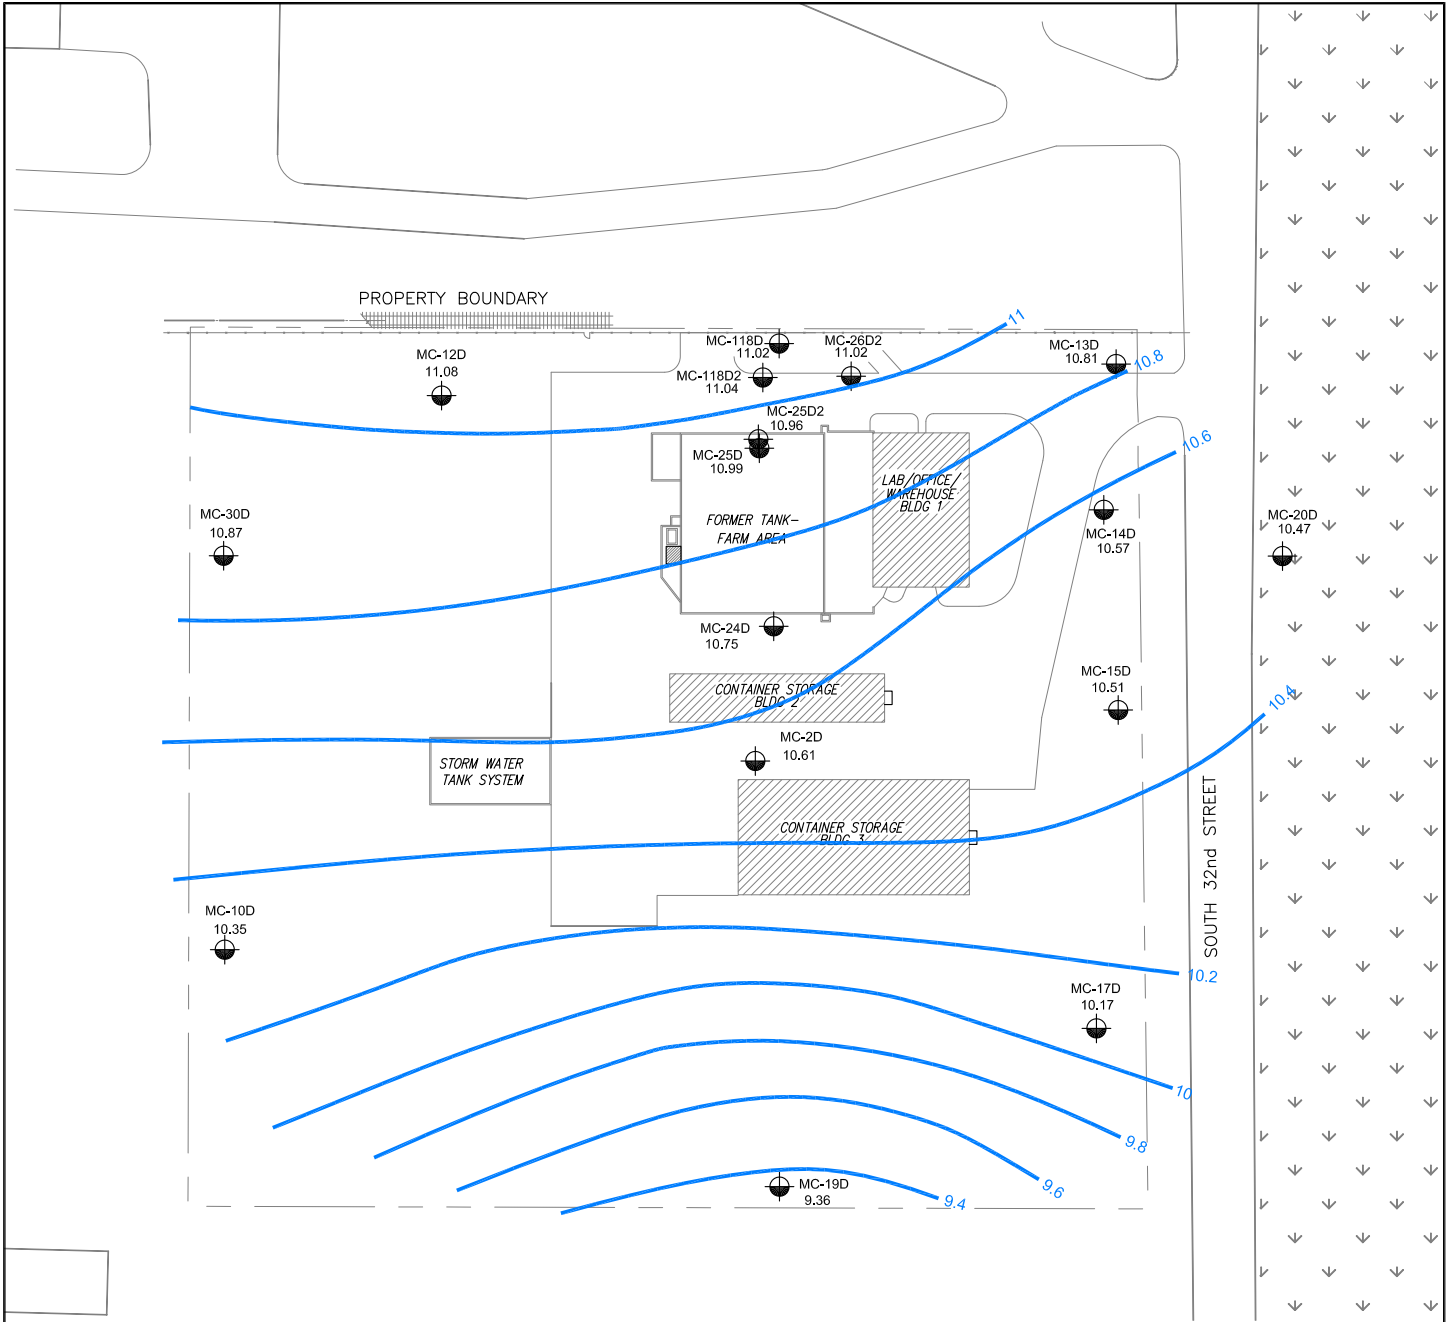 PROPERTY BOUNDARY
11
MC-118D
11.02
MC-26D2
11.02
MC-13D
10.81
MC-12D
11.08
10.8
MC-118D2
11.04
MC-25D2
10.96
10.6
MC-25D
10.99
LAB/OFFICE/
WAREHOUSE
BLDG 1
MC-30D
10.87
FORMER TANK-
FARM AREA
MC-14D
10.57
MC-20D
10.47
MC-24D
10.75
MC-15D
10.51
CONTAINER STORAGE
BLDG 2
10.4
MC-2D
10.61
STORM WATER
TANK SYSTEM
CONTAINER STORAGE
BLDG 3
SOUTH 32nd STREET
MC-10D
10.35
10.2
MC-17D
10.17
10
9.8
MC-19D
9.36
9.6
9.4